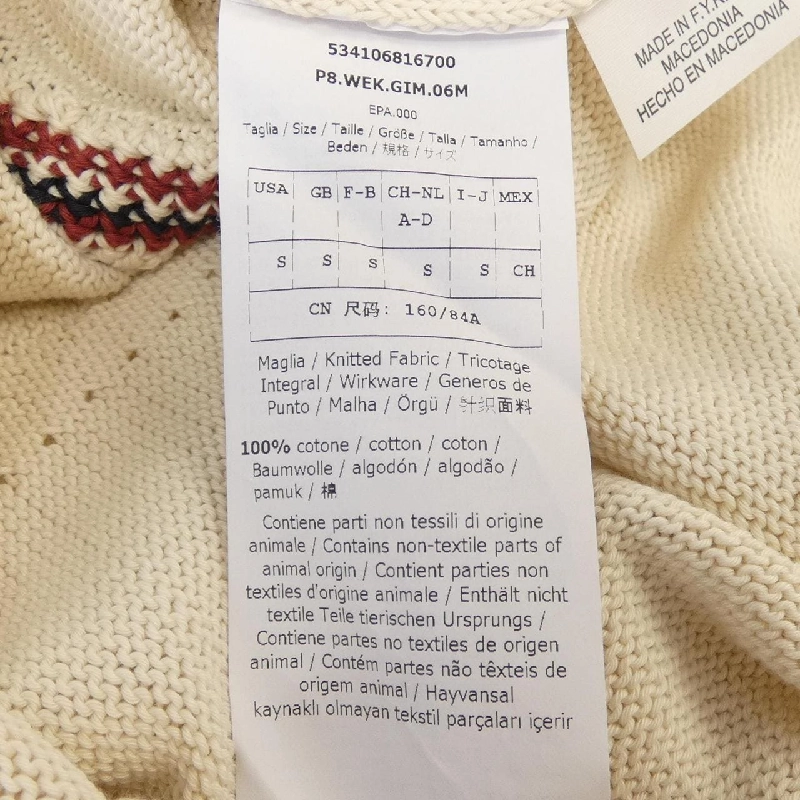 534106816700
P8.WEK.GIM.06M
EPA.000
Taglia / Size / Taille / Größe / Talla / Tamanho /
Beden / 規格 / サイズ
USA GB F-B CH-NL I-J MEX
A-D
S S S S S CH
CN 尺码: 160/84A
Maglia / Knitted Fabric / Tricotage
Integral / Wirkware / Generos de
Punto / Malha / Örgü / 针织面料
100% cotone / cotton / coton /
Baumwolle / algodón / algodão /
pamuk / 棉
Contiene parti non tessili di origine
animale / Contains non-textile parts of
animal origin / Contient parties non
textiles d'origine animale / Enthält nicht
textile Teile tierischen Ursprungs /
Contiene partes no textiles de origen
animal / Contém partes não têxteis de
origem animal / Hayvansal
kaynaklı olmayan tekstil parçaları içerir
MADE IN F.Y.R.
MACEDONIA
HECHO EN MACEDONIA